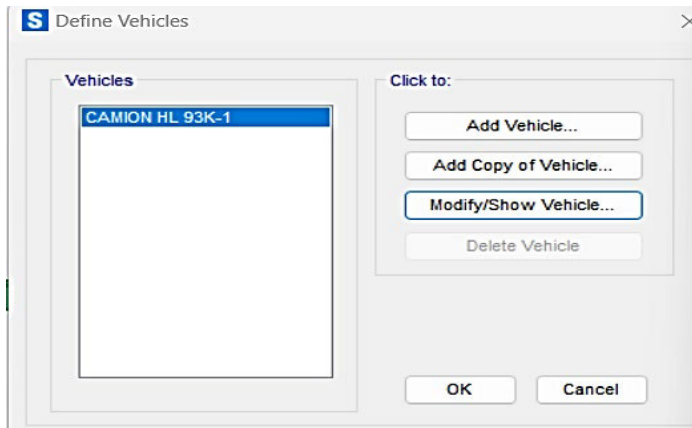 S Define Vehicles
Vehicles
CAMION HL 93K-1
Click to:
Add Vehicle...
Add Copy of Vehicle...
Modify/Show Vehicle...
Delete Vehicle
OK
Cancel